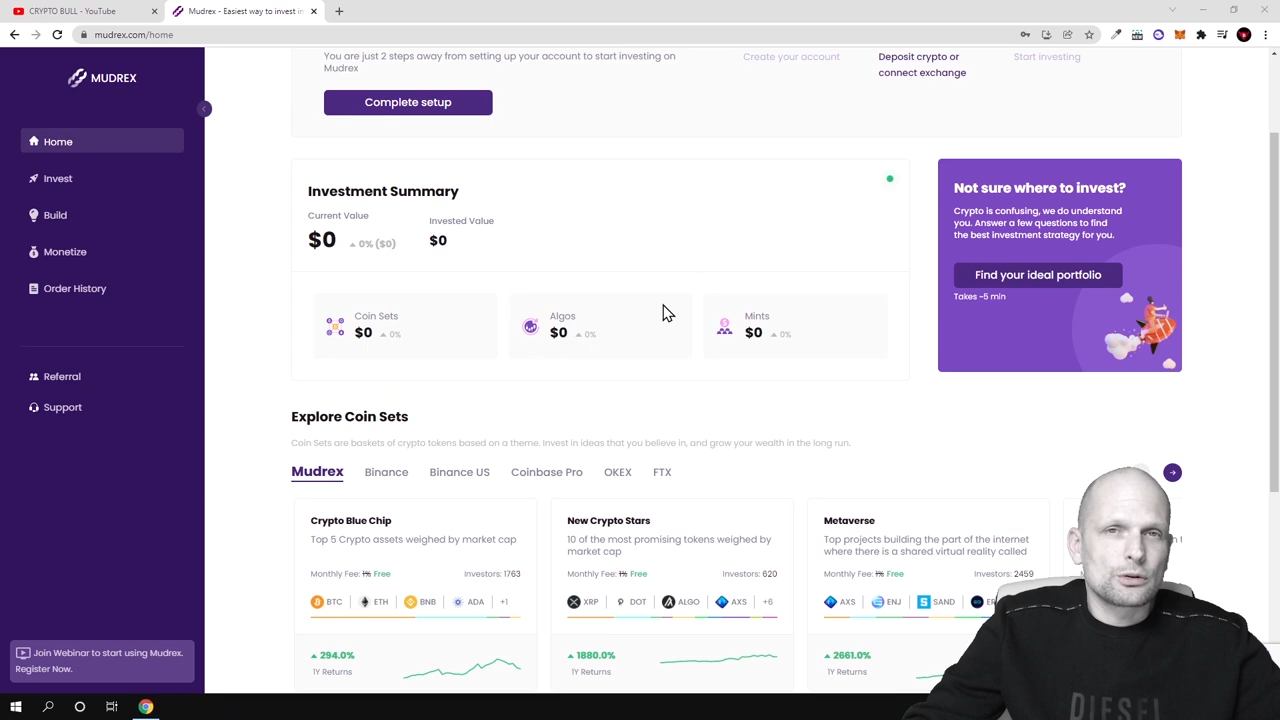 CRYPTO BULL - YouTube
Mudrex - Easiest way to invest in
mudrex.com/home
MUDREX
Home
Invest
Build
Monetize
Order History
Referral
Support
Join Webinar to start using Mudrex.
Register Now.
You are just 2 steps away from setting up your account to start investing on
Mudrex
Complete setup
Create your account
Deposit crypto or
connect exchange
Start investing
Investment Summary
Current Value
$0 0% ($0)
Invested Value
$0
Coin Sets
$0 0%
Algos
$0 0%
Mints
$0 0%
Not sure where to invest?
Crypto is confusing, we do understand
you. Answer a few questions to find
the best investment strategy for you.
Find your ideal portfolio
Takes ~5 min
Explore Coin Sets
Coin Sets are baskets of crypto tokens based on a theme. Invest in ideas that you believe in, and grow your wealth in the long run.
Mudrex Binance Binance US Coinbase Pro OKEX FTX
Crypto Blue Chip
Top 5 Crypto assets weighed by market cap
Monthly Fee: 1% Free Investors: 1763
BTC ETH BNB ADA +1
294.0%
1Y Returns
New Crypto Stars
10 of the most promising tokens weighed by
market cap
Monthly Fee: 1% Free Investors: 620
XRP DOT ALGO AXS +6
1880.0%
1Y Returns
Metaverse
Top projects building the part of the internet
where there is a shared virtual reality called
Monthly Fee: 1% Free Investors: 2459
AXS ENJ SAND
2661.0%
1Y Returns
DIESEL